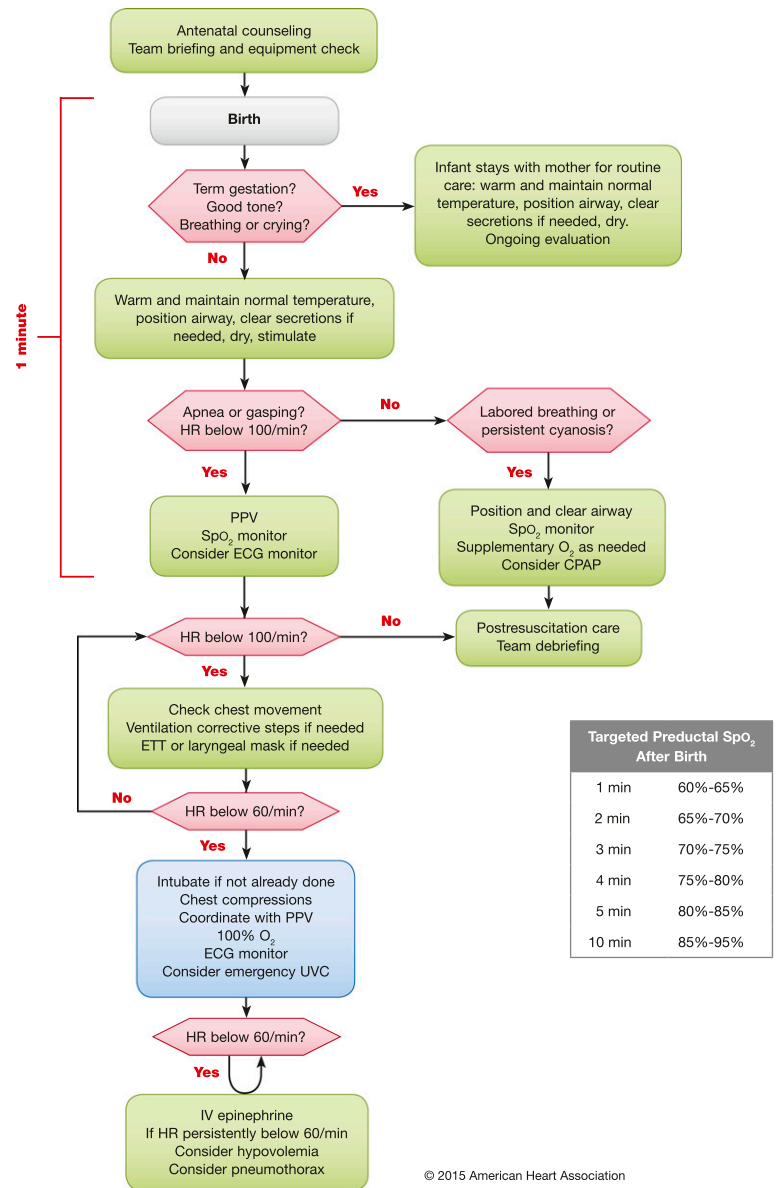 Antenatal counseling
Team briefing and equipment check
Birth
Term gestation?
Good tone?
Breathing or crying?
Yes
Infant stays with mother for routine
care: warm and maintain normal
temperature, position airway, clear
secretions if needed, dry.
Ongoing evaluation
No
1 minute
Warm and maintain normal temperature,
position airway, clear secretions if
needed, dry, stimulate
Apnea or gasping?
HR below 100/min?
No
Labored breathing or
persistent cyanosis?
Yes
Yes
PPV
SpO₂ monitor
Consider ECG monitor
Position and clear airway
SpO₂ monitor
Supplementary O₂ as needed
Consider CPAP
HR below 100/min?
No
Postresuscitation care
Team debriefing
Yes
Check chest movement
Ventilation corrective steps if needed
ETT or laryngeal mask if needed
No
HR below 60/min?
Yes
Intubate if not already done
Chest compressions
Coordinate with PPV
100% O₂
ECG monitor
Consider emergency UVC
HR below 60/min?
Yes
IV epinephrine
If HR persistently below 60/min
Consider hypovolemia
Consider pneumothorax
Targeted Preductal SpO₂
After Birth
1 min 60%-65%
2 min 65%-70%
3 min 70%-75%
4 min 75%-80%
5 min 80%-85%
10 min 85%-95%
© 2015 American Heart Association